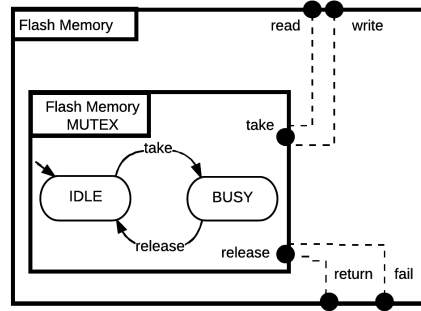 Flash Memory
read
write
Flash Memory
MUTEX
take
take
IDLE
BUSY
release
release
return
fail